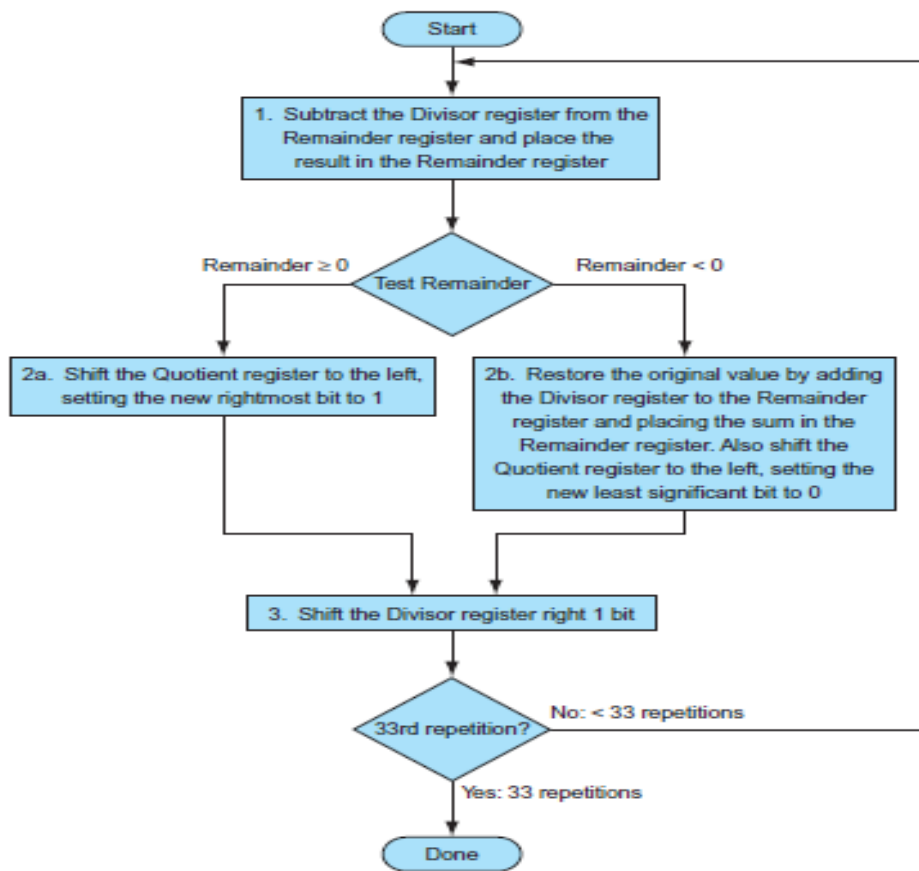 Start
1. Subtract the Divisor register from the
Remainder register and place the
result in the Remainder register
Remainder ≥ 0
Remainder < 0
Test Remainder
2a. Shift the Quotient register to the left,
setting the new rightmost bit to 1
2b. Restore the original value by adding
the Divisor register to the Remainder
register and placing the sum in the
Remainder register. Also shift the
Quotient register to the left, setting the
new least significant bit to 0
3. Shift the Divisor register right 1 bit
33rd repetition?
No: < 33 repetitions
Yes: 33 repetitions
Done